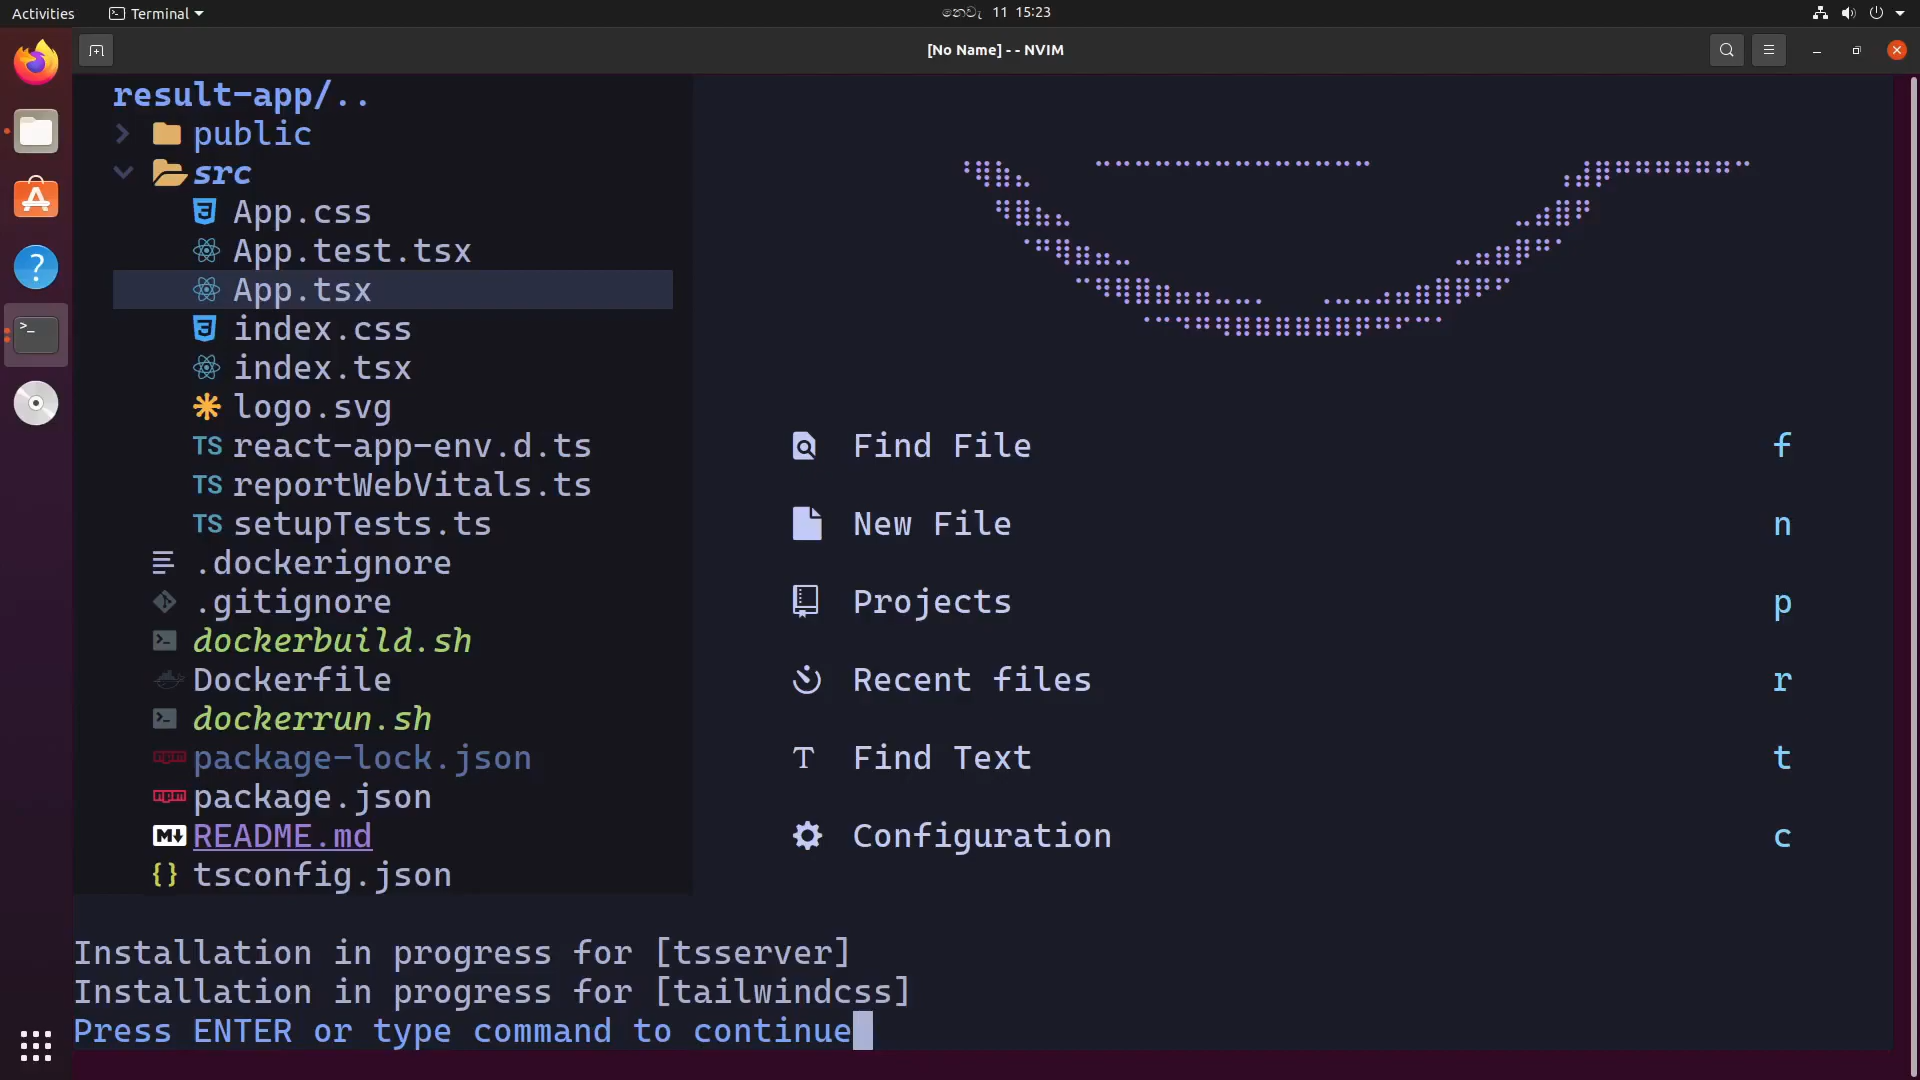 Activities
Terminal
නොවැ 11 15:23
[No Name] - - NVIM
result-app/..
public
src
App.css
App.test.tsx
App.tsx
index.css
index.tsx
logo.svg
TS react-app-env.d.ts
TS reportWebVitals.ts
TS setupTests.ts
.dockerignore
.gitignore
dockerbuild.sh
Dockerfile
dockerrun.sh
package-lock.json
package.json
README.md
{} tsconfig.json
Find File f
New File n
Projects p
Recent files r
Find Text t
Configuration c
Installation in progress for [tsserver]
Installation in progress for [tailwindcss]
Press ENTER or type command to continue